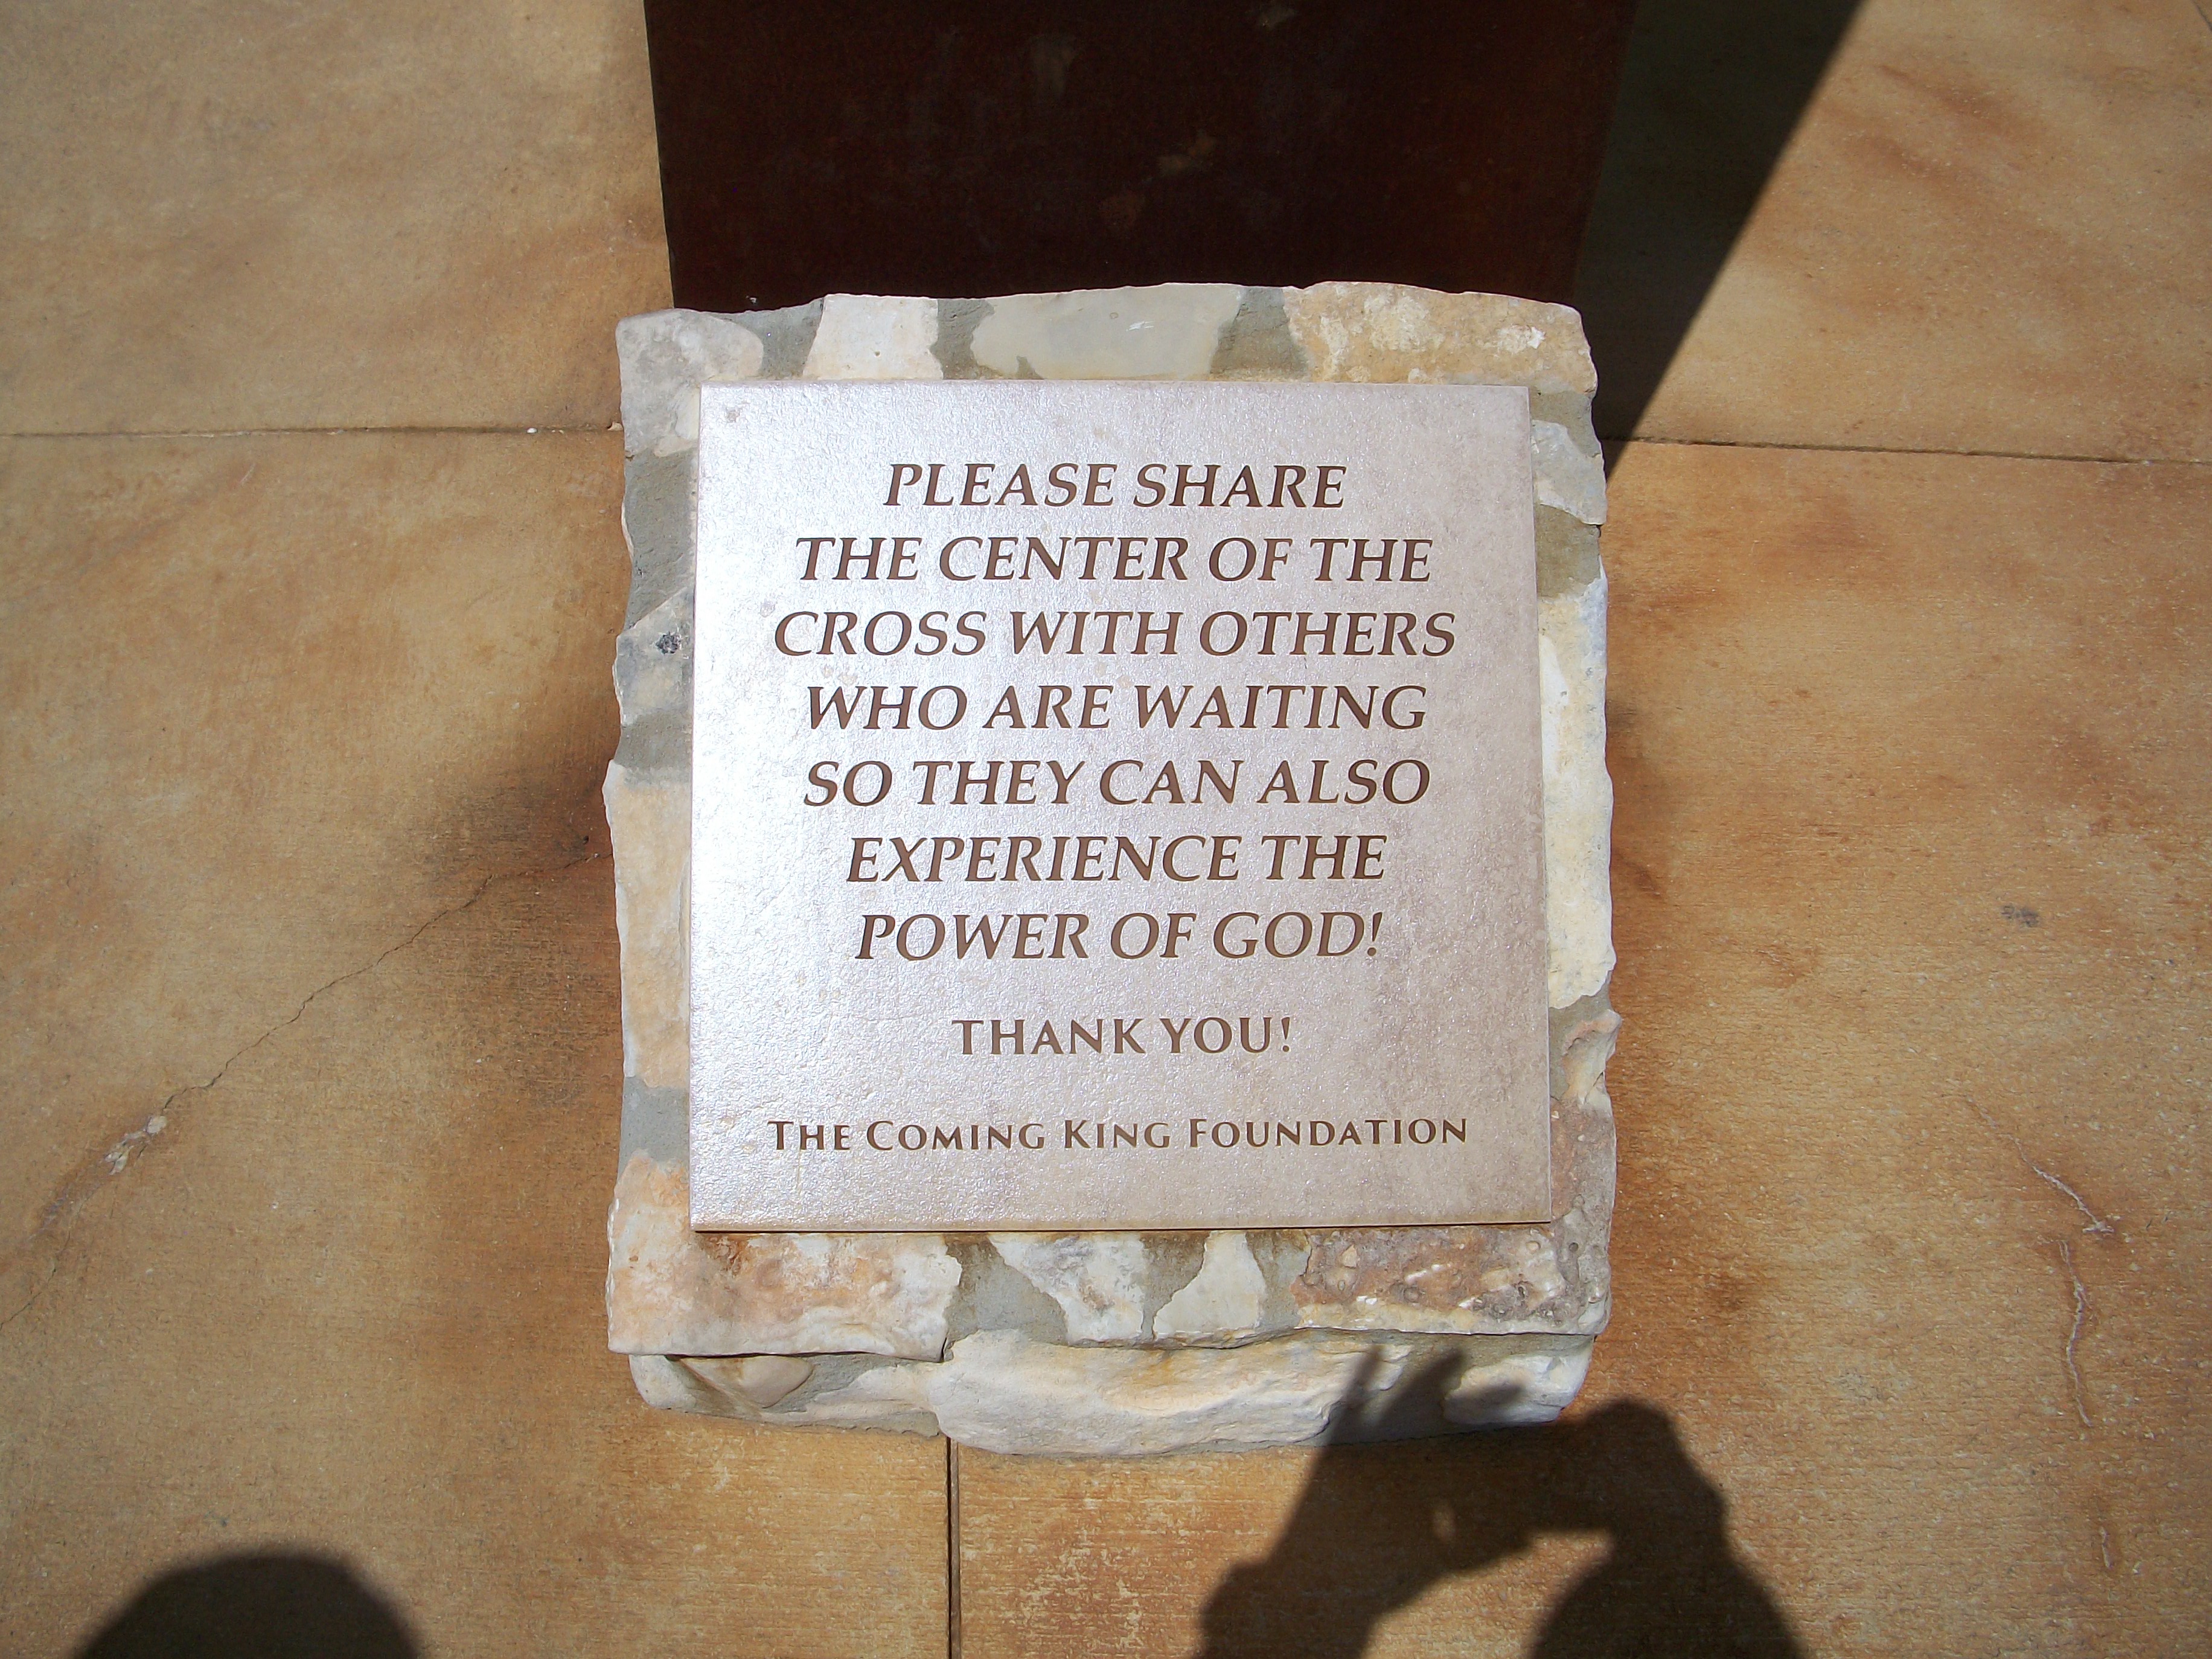 PLEASE SHARE
THE CENTER OF THE
CROSS WITH OTHERS
WHO ARE WAITING
SO THEY CAN ALSO
EXPERIENCE THE
POWER OF GOD!
THANK YOU!
THE COMING KING FOUNDATION